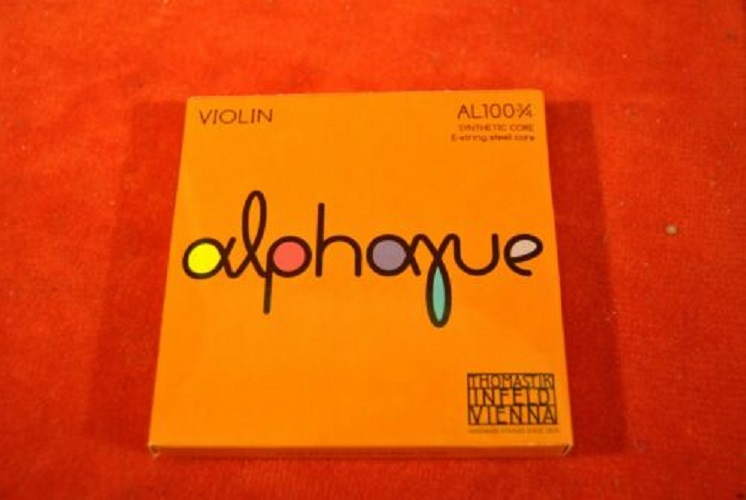 VIOLIN
AL100¾
SYNTHETIC CORE
E-string steel core
alphayue
THOMASTIK
INFELD
VIENNA